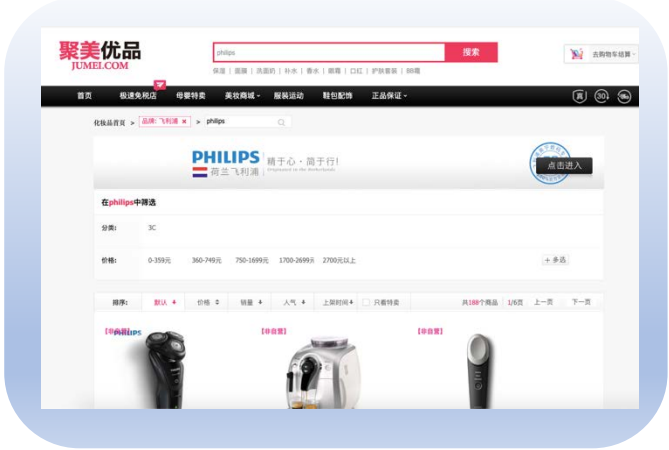 聚美优品
JUMEI.COM
philips
搜索
去购物车结算
保湿 | 面膜 | 洗面奶 | 补水 | 香水 | 眼霜 | 口红 | 护肤套装 | BB霜
首页 极速免税店 母婴特卖 美妆商城 服装运动 鞋包配饰 正品保证
真 30
化妆品首页 > 品牌: 飞利浦 × > philips
PHILIPS 精于心·简于行!
荷兰飞利浦
点击进入
在philips中筛选
分类: 3C
价格: 0-359元 360-749元 750-1699元 1700-2699元 2700元以上 + 多选
排序: 默认 价格 销量 人气 上架时间 只看特卖 共180个商品 1/6页 上一页 下一页
【非自营】 【非自营】 【非自营】
PHILIPS